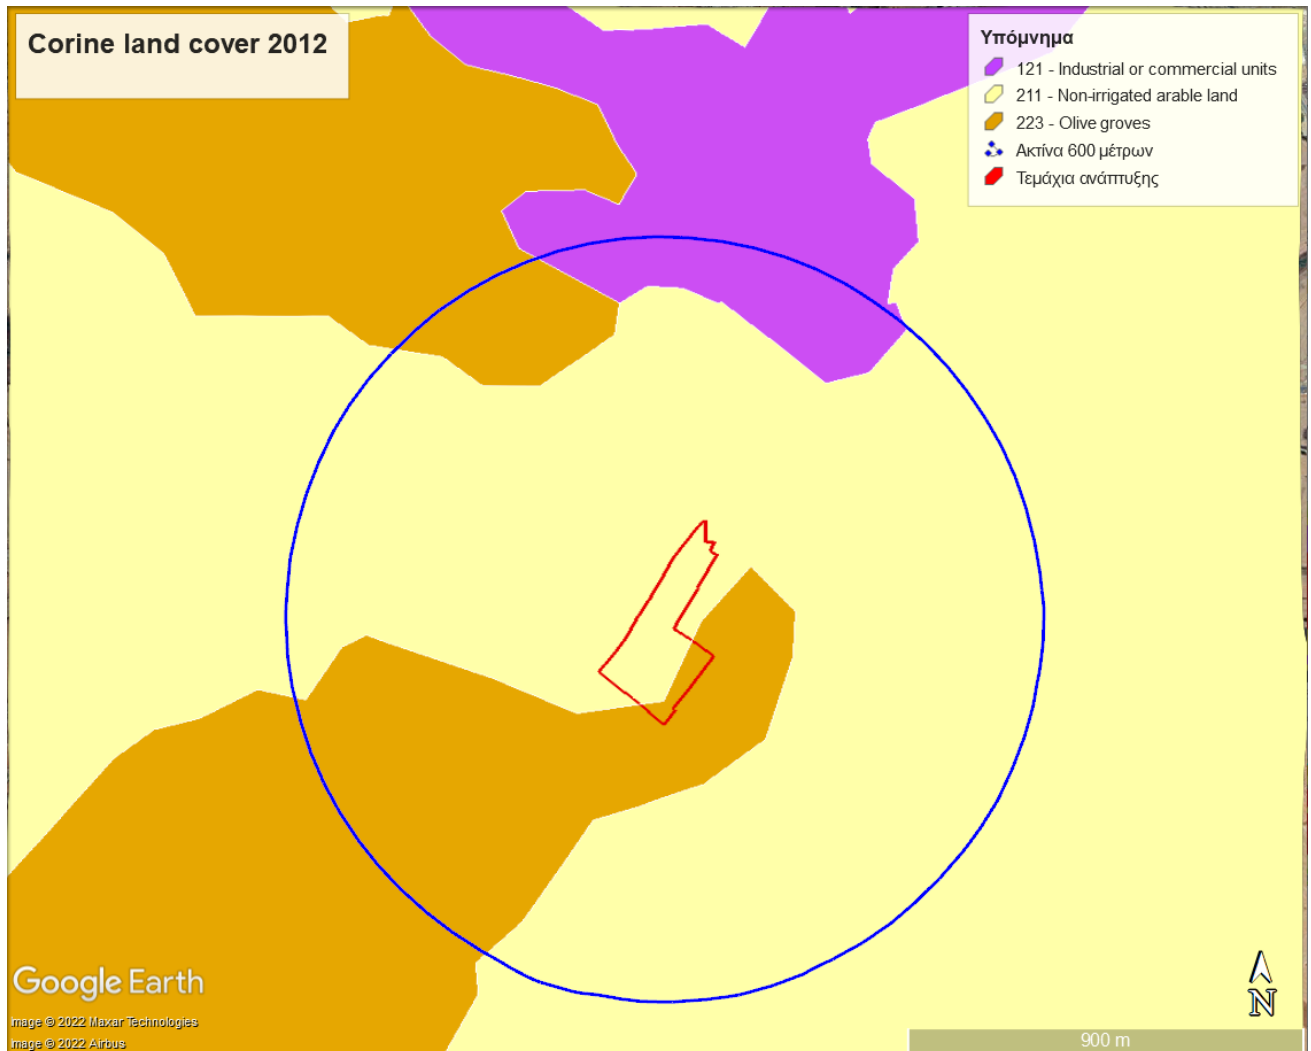 Corine land cover 2012
Υπόμνημα
121 - Industrial or commercial units
211 - Non-irrigated arable land
223 - Olive groves
Ακτίνα 600 μέτρων
Τεμάχια ανάπτυξης
Google Earth
Image © 2022 Maxar Technologies
Image © 2022 Airbus
N
900 m